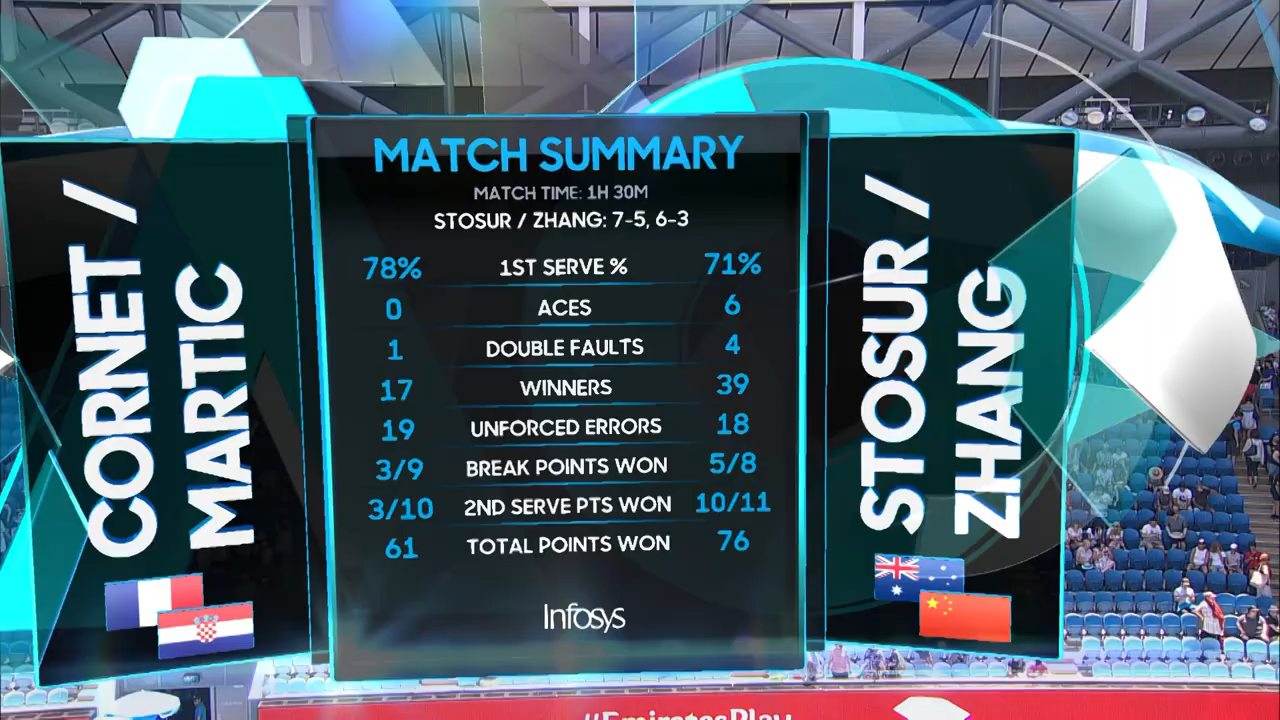 MATCH SUMMARY
MATCH TIME: 1H 30M
STOSUR / ZHANG: 7-5, 6-3
78% 1ST SERVE % 71%
0 ACES 6
1 DOUBLE FAULTS 4
17 WINNERS 39
19 UNFORCED ERRORS 18
3/9 BREAK POINTS WON 5/8
3/10 2ND SERVE PTS WON 10/11
61 TOTAL POINTS WON 76
Infosys
CORNET /
MARTIC
STOSUR /
ZHANG
#EmiratesPlay